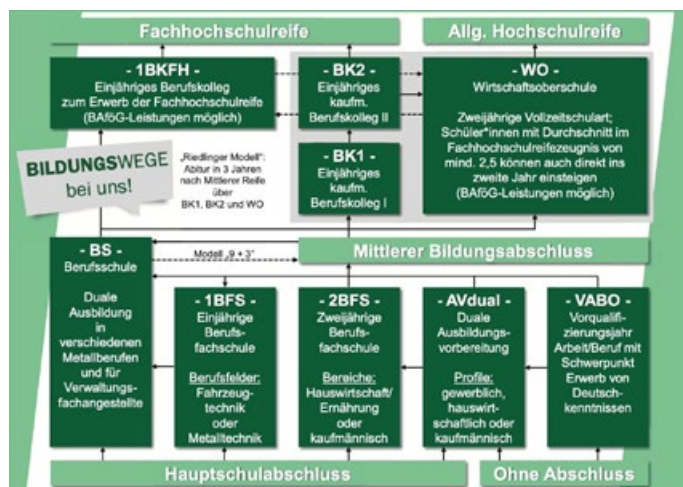 Fachhochschulreife
Allg. Hochschulreife
- 1BKFH -
Einjähriges Berufskolleg
zum Erwerb der Fachhochschulreife
(BAföG-Leistungen möglich)
- BK2 -
Einjähriges
kaufm.
Berufskolleg II
- WO -
Wirtschaftsoberschule
Zweijährige Vollzeitschulart;
Schüler*innen mit Durchschnitt im
Fachhochschulreifezeugnis von
mind. 2,5 können auch direkt ins
zweite Jahr einsteigen
(BAföG-Leistungen möglich)
BILDUNGSWEGE
bei uns!
„Riedlinger Modell“:
Abitur in 3 Jahren
nach Mittlerer Reife
über
BK1, BK2 und WO
- BK1 -
Einjähriges
kaufm.
Berufskolleg I
Mittlerer Bildungsabschluss
- BS -
Berufsschule
Duale
Ausbildung
in
verschiedenen
Metallberufen
und für
Verwaltungs-
fachangestellte
Modell „9 + 3“
- 1BFS -
Einjährige
Berufs-
fachschule
Berufsfelder:
Fahrzeug-
technik
oder
Metalltechnik
- 2BFS -
Zweijährige
Berufs-
fachschule
Bereiche:
Hauswirtschaft/
Ernährung
oder
kaufmännisch
- AVdual -
Duale
Ausbildungs-
vorbereitung
Profile:
gewerblich,
hauswirt-
schaftlich oder
kaufmännisch
- VABO -
Vorqualifi-
zierungsjahr
Arbeit/Beruf mit
Schwerpunkt
Erwerb von
Deutsch-
kenntnissen
Hauptschulabschluss
Ohne Abschluss